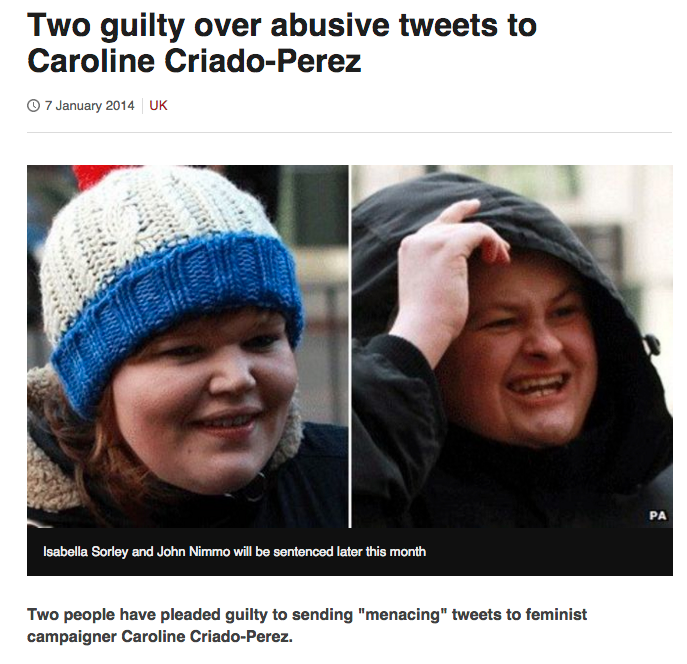 Two guilty over abusive tweets to
Caroline Criado-Perez
7 January 2014 UK
PA
Isabella Sorley and John Nimmo will be sentenced later this month
Two people have pleaded guilty to sending "menacing" tweets to feminist
campaigner Caroline Criado-Perez.